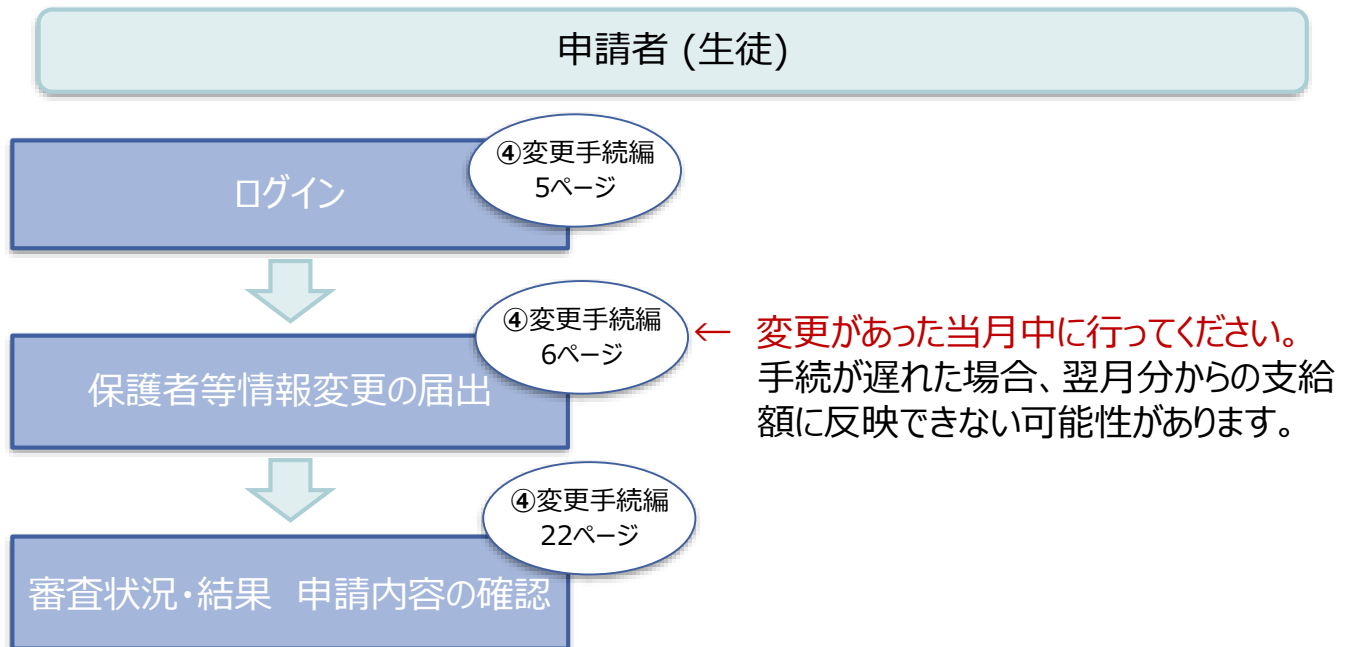 申請者 (生徒)
④変更手続編
5ページ
ログイン
④変更手続編
6ページ
保護者等情報変更の届出
← 変更があった当月中に行ってください。
手続が遅れた場合、翌月分からの支給
額に反映できない可能性があります。
④変更手続編
22ページ
審査状況・結果　申請内容の確認